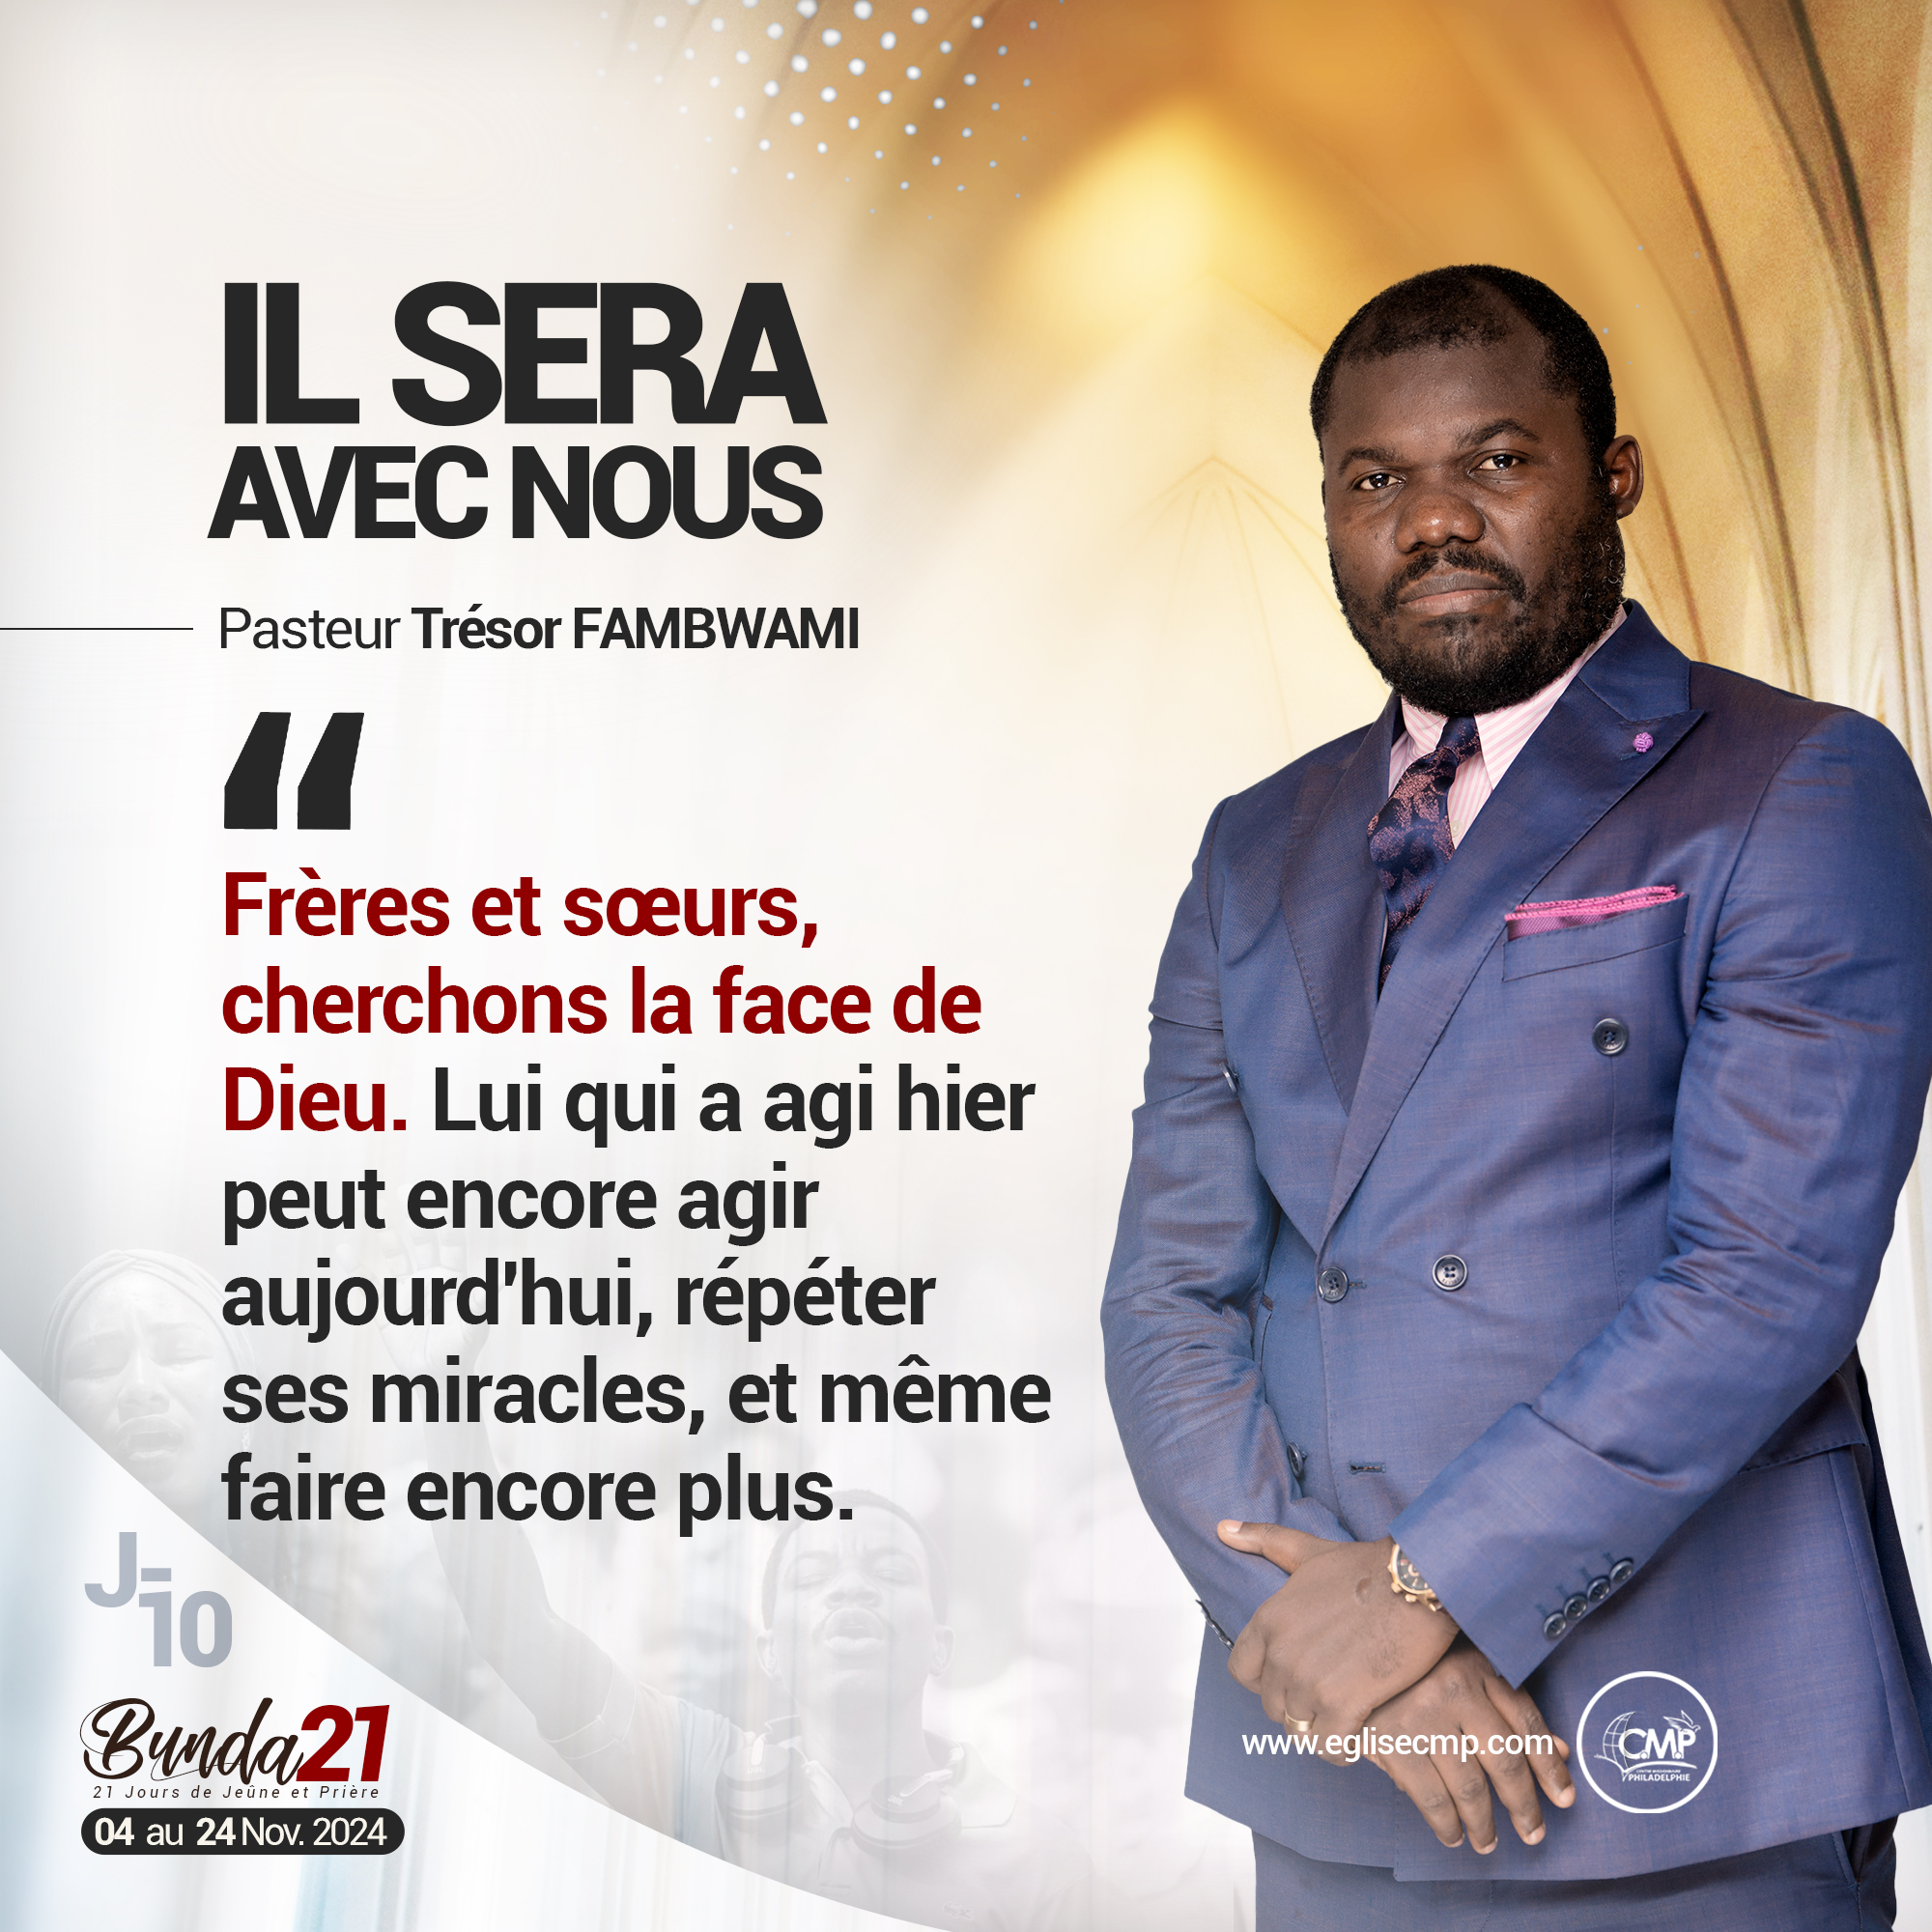 IL SERA
AVEC NOUS
Pasteur Trésor FAMBWAMI
“
Frères et sœurs,
cherchons la face de
Dieu. Lui qui a agi hier
peut encore agir
aujourd'hui, répéter
ses miracles, et même
faire encore plus.
J-
10
Bunda21
21 Jours de Jeûne et Prière
04 au 24 Nov. 2024
www.eglisecmp.com
C.M.P
CENTRE MISSIONNAIRE
PHILADELPHIE